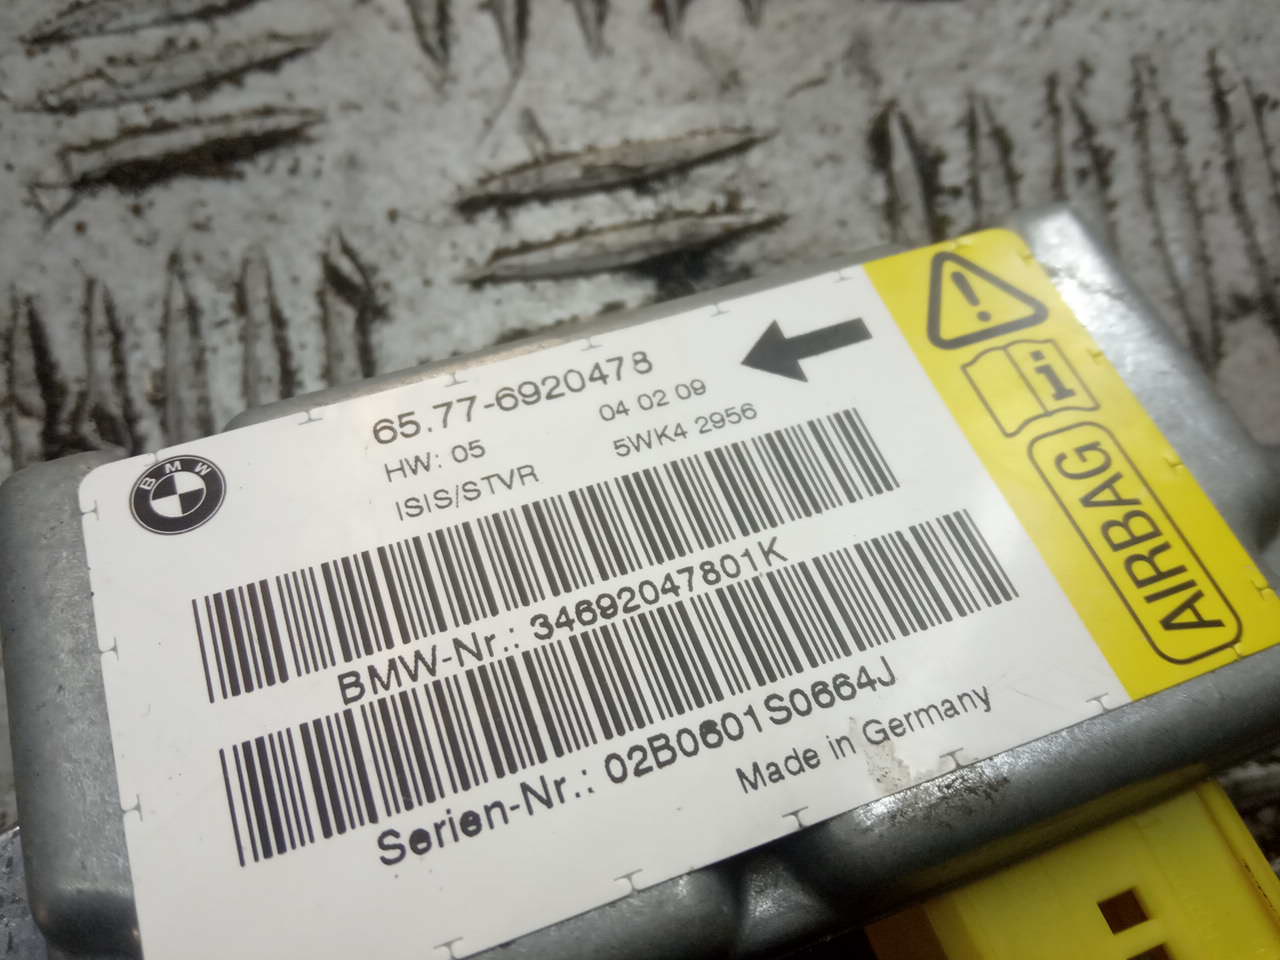 BMW
65.77-6920478
HW: 05
04 02 09
ISIS/STVR
5WK4 2956
BMW-Nr.: 34692047801K
Serien-Nr.: 02B0601S0664J
Made in Germany
i
AIRBAG